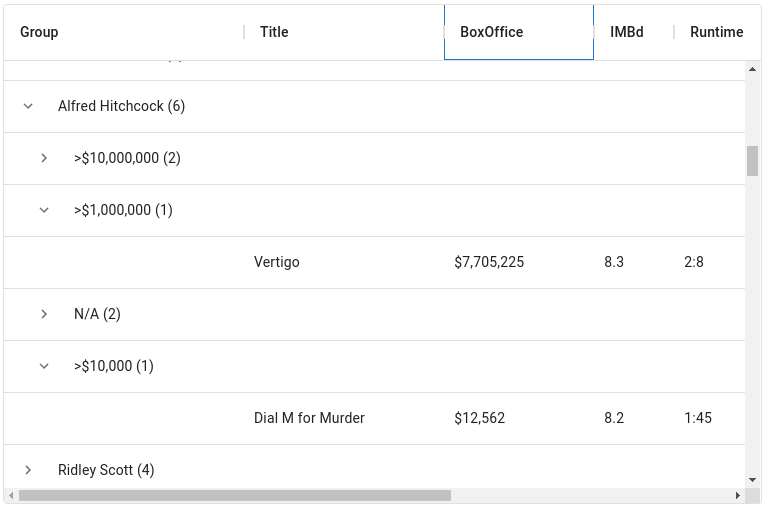 Group Title BoxOffice IMBd Runtime
Alfred Hitchcock (6)
>$10,000,000 (2)
>$1,000,000 (1)
Vertigo $7,705,225 8.3 2:8
N/A (2)
>$10,000 (1)
Dial M for Murder $12,562 8.2 1:45
Ridley Scott (4)